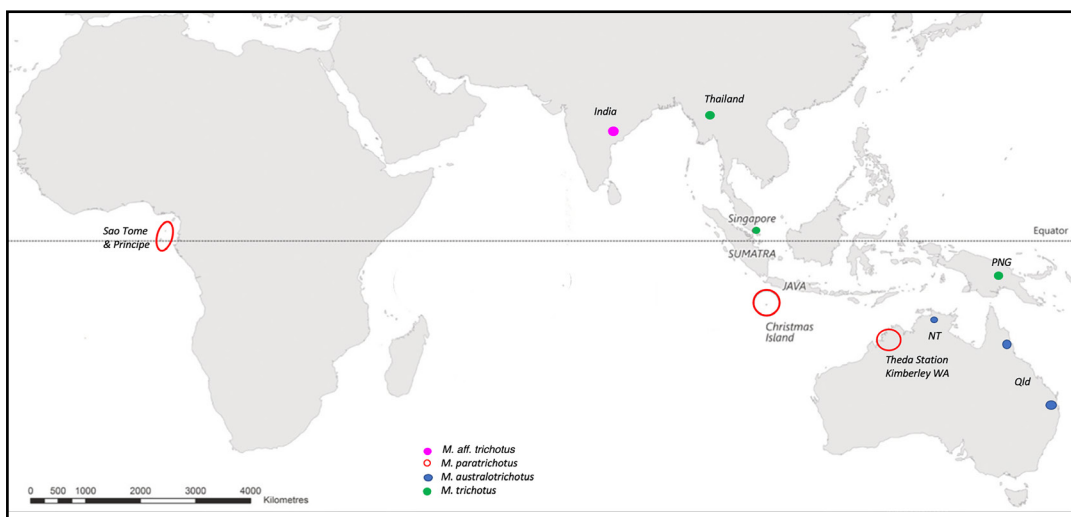 India
Thailand
Sao Tome
& Principe
Singapore
Equator
SUMATRA
PNG
JAVA
Christmas
Island
NT
Theda Station
Kimberley WA
Qld
M. aff. trichotus
M. paratrichotus
M. australotrichotus
M. trichotus
0 500 1000 2000 3000 4000
Kilometres